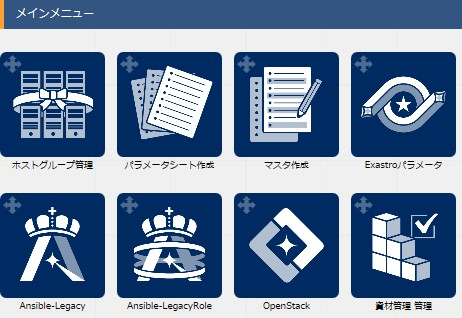 メインメニュー
ホストグループ管理
パラメータシート作成
マスタ作成
Exastroパラメータ
Ansible-Legacy
Ansible-LegacyRole
OpenStack
資材管理 管理